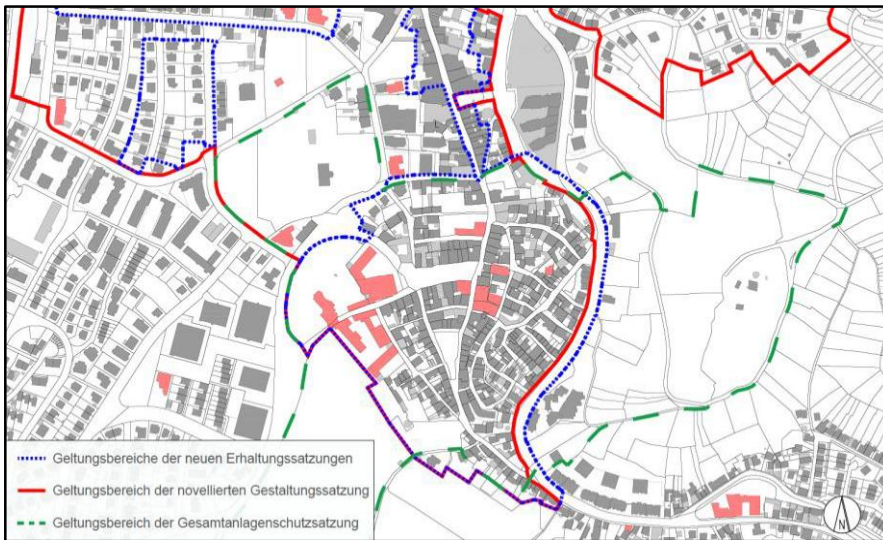 Geltungsbereiche der neuen Erhaltungssatzungen
Geltungsbereich der novellierten Gestaltungssatzung
Geltungsbereich der Gesamtanlagenschutzsatzung
N